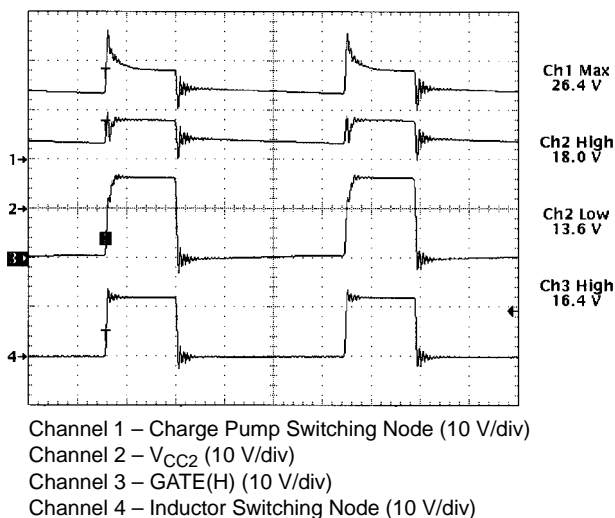 Ch1 Max
26.4 V
Ch2 High
18.0 V
1
2
Ch2 Low
13.6 V
3
Ch3 High
16.4 V
4
Channel 1 – Charge Pump Switching Node (10 V/div)
Channel 2 – VCC2 (10 V/div)
Channel 3 – GATE(H) (10 V/div)
Channel 4 – Inductor Switching Node (10 V/div)